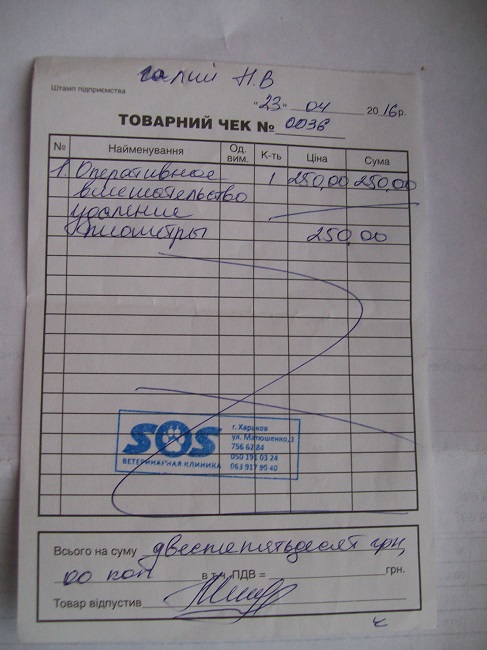 Галий Н.В
Штамп підприємства
"23" 04 2016р.
ТОВАРНИЙ ЧЕК № 0036
№ Найменування Од. вим. К-ть Ціна Сума
1. Оперативное 1 250,00 250,00
вмешательство
удаление
пиометры 250,00
SOS
ВЕТЕРИНАРНАЯ КЛИНИКА
г. Харьков
ул. Матюшенко,1
756 62 84
050 191 03 24
063 917 90 40
Всього на суму двестепятьдесят грн,
00 коп в т.ч. ПДВ = грн.
Товар відпустив